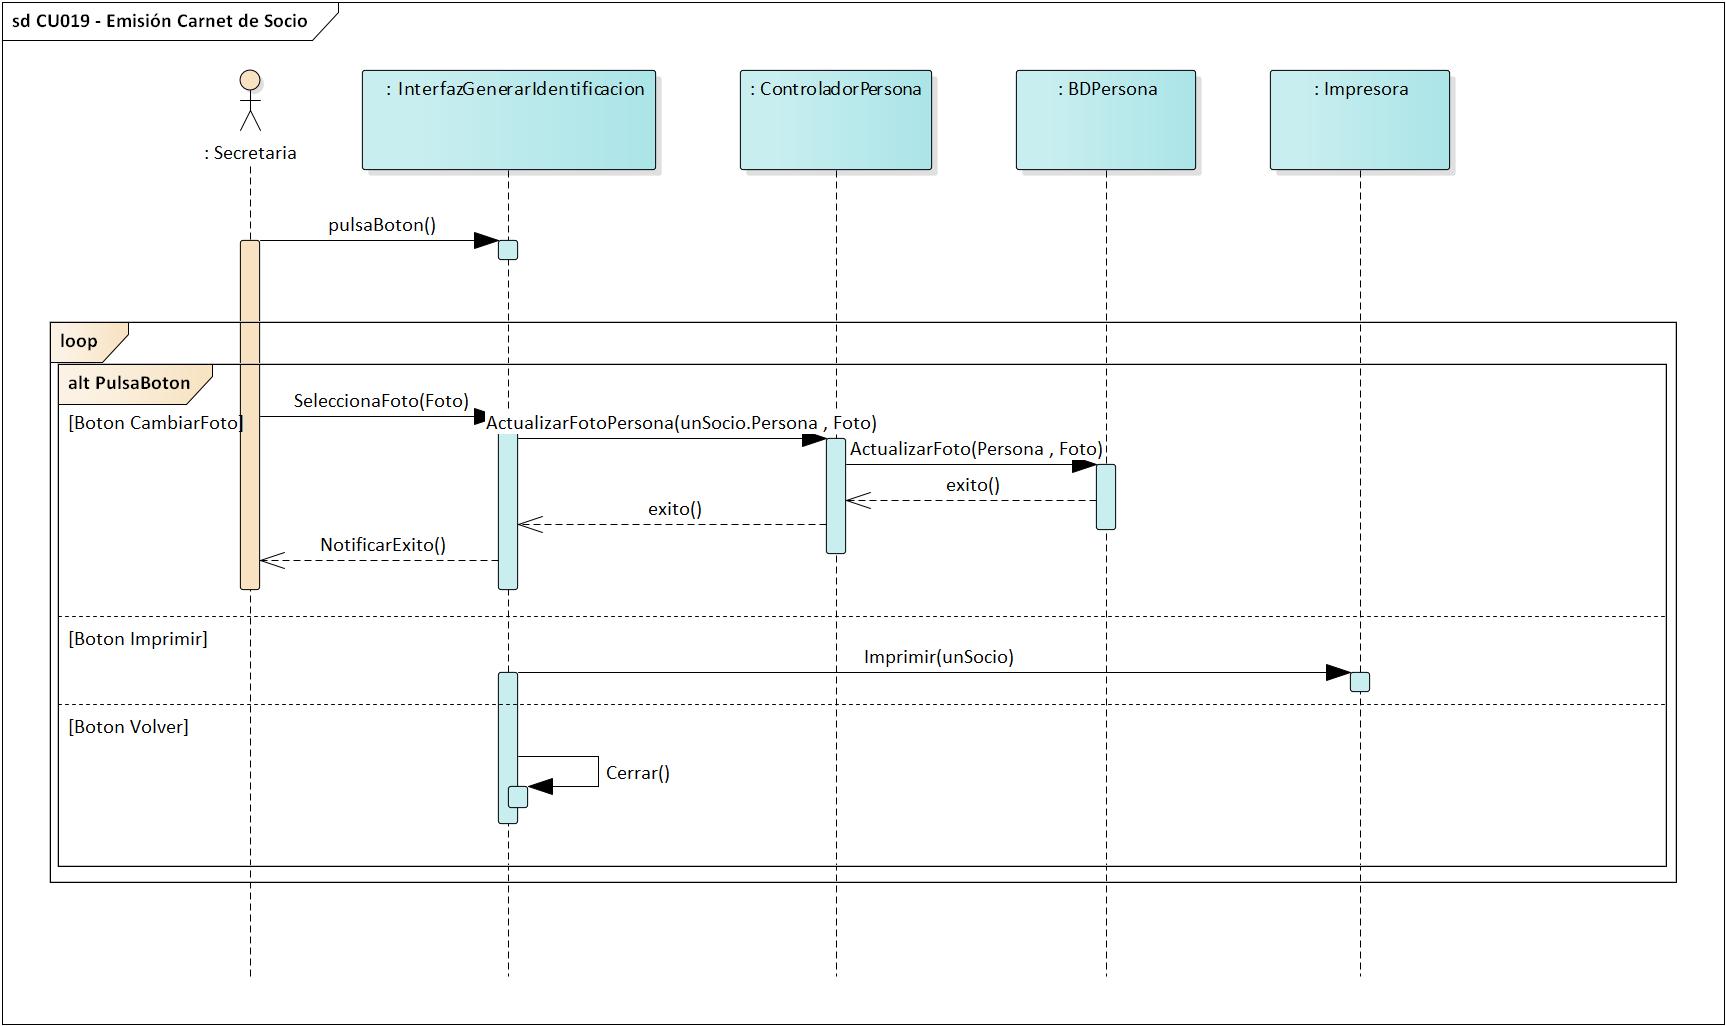 sd CU019 - Emisión Carnet de Socio
: Secretaria
: InterfazGenerarIdentificacion
: ControladorPersona
: BDPersona
: Impresora
pulsaBoton()
loop
alt PulsaBoton
[Boton CambiarFoto]
SeleccionaFoto(Foto)
ActualizarFotoPersona(unSocio.Persona , Foto)
ActualizarFoto(Persona , Foto)
exito()
exito()
NotificarExito()
[Boton Imprimir]
Imprimir(unSocio)
[Boton Volver]
Cerrar()